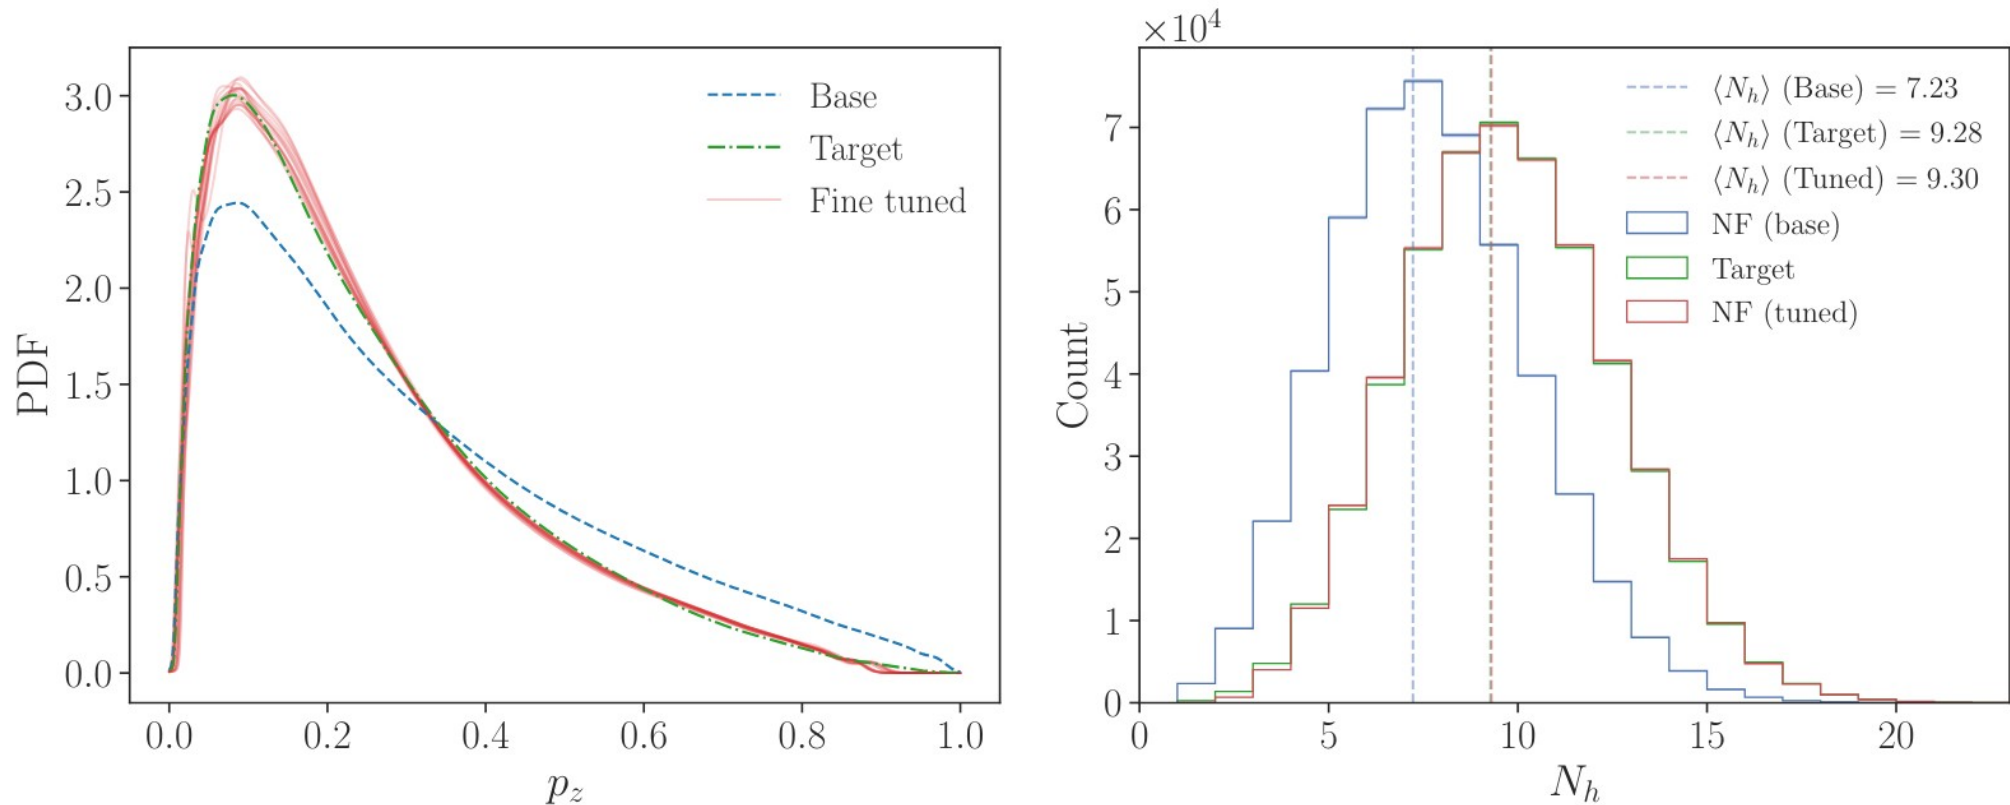 3.0
2.5
2.0
1.5
1.0
0.5
0.0
PDF
0.0 0.2 0.4 0.6 0.8 1.0
p_z
Base
Target
Fine tuned
×10⁴
7
6
5
4
3
2
1
0
Count
0 5 10 15 20
N_h
⟨N_h⟩ (Base) = 7.23
⟨N_h⟩ (Target) = 9.28
⟨N_h⟩ (Tuned) = 9.30
NF (base)
Target
NF (tuned)